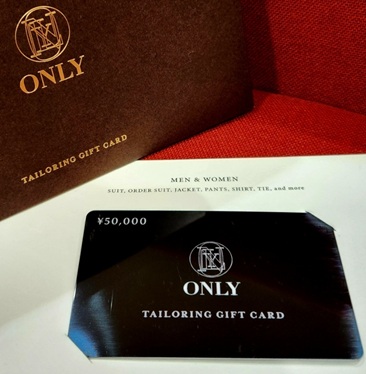 ONLY
TAILORING GIFT CARD
MEN & WOMEN
SUIT, ORDER SUIT, JACKET, PANTS, SHIRT, TIE, and more
¥50,000
ONLY
TAILORING GIFT CARD